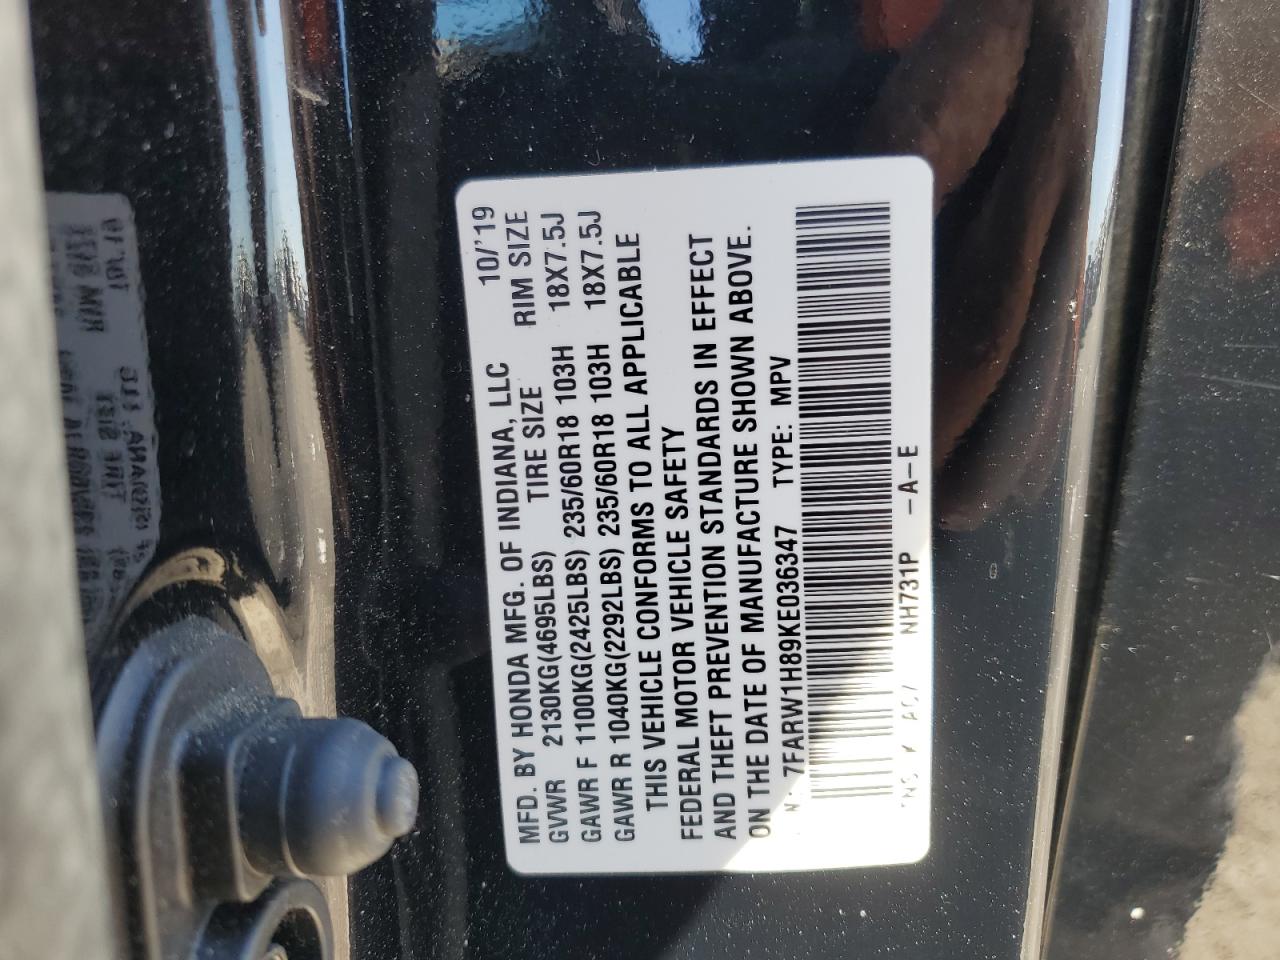 MFD. BY HONDA MFG. OF INDIANA, LLC 10/'19
GVWR 2130KG(4695LBS) TIRE SIZE RIM SIZE
GAWR F 1100KG(2425LBS) 235/60R18 103H 18X7.5J
GAWR R 1040KG(2292LBS) 235/60R18 103H 18X7.5J
THIS VEHICLE CONFORMS TO ALL APPLICABLE
FEDERAL MOTOR VEHICLE SAFETY
AND THEFT PREVENTION STANDARDS IN EFFECT
ON THE DATE OF MANUFACTURE SHOWN ABOVE.
7FARW1H89KE036347 TYPE: MPV
NH731P -A-E